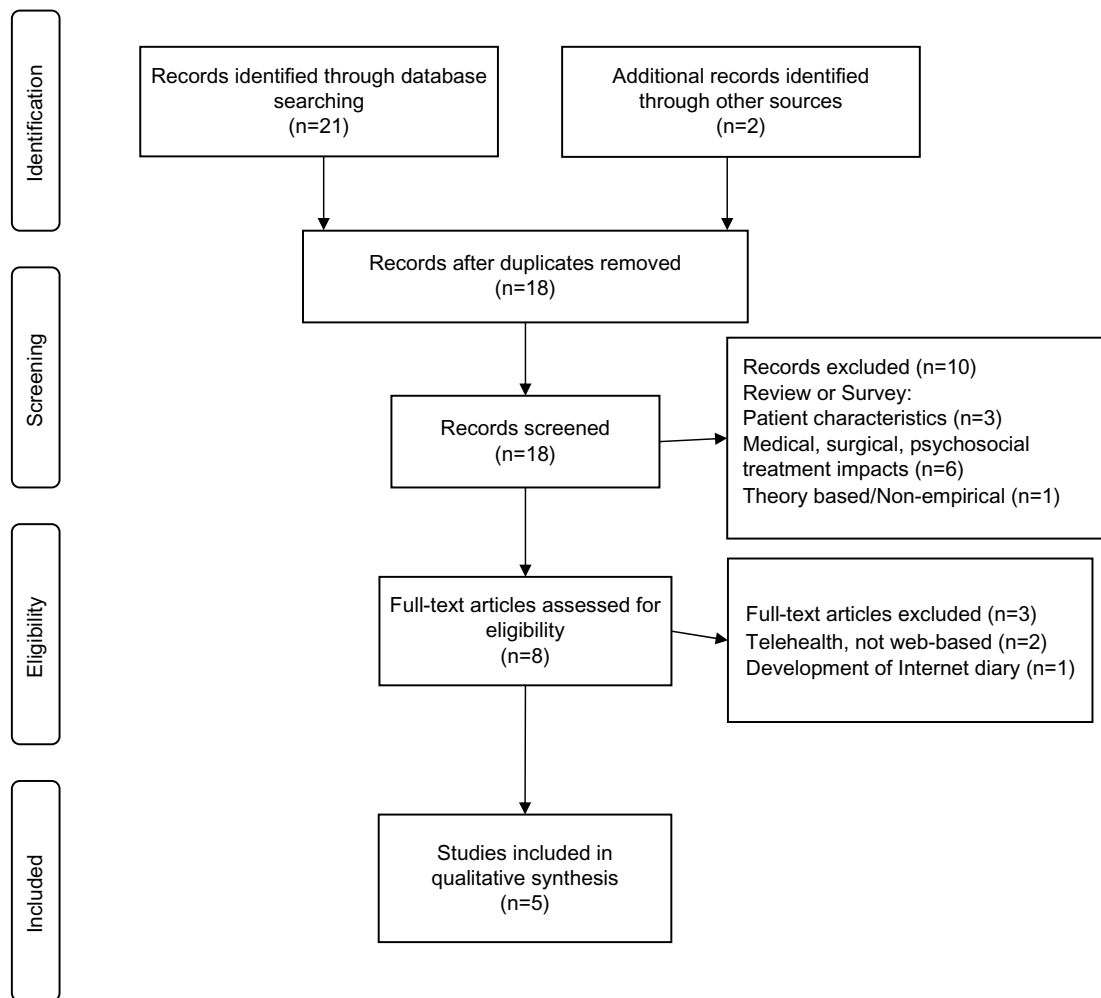 Identification
Records identified through database
searching
(n=21)
Additional records identified
through other sources
(n=2)
Records after duplicates removed
(n=18)
Screening
Records screened
(n=18)
Records excluded (n=10)
Review or Survey:
Patient characteristics (n=3)
Medical, surgical, psychosocial
treatment impacts (n=6)
Theory based/Non-empirical (n=1)
Eligibility
Full-text articles assessed for
eligibility
(n=8)
Full-text articles excluded (n=3)
Telehealth, not web-based (n=2)
Development of Internet diary (n=1)
Included
Studies included in
qualitative synthesis
(n=5)